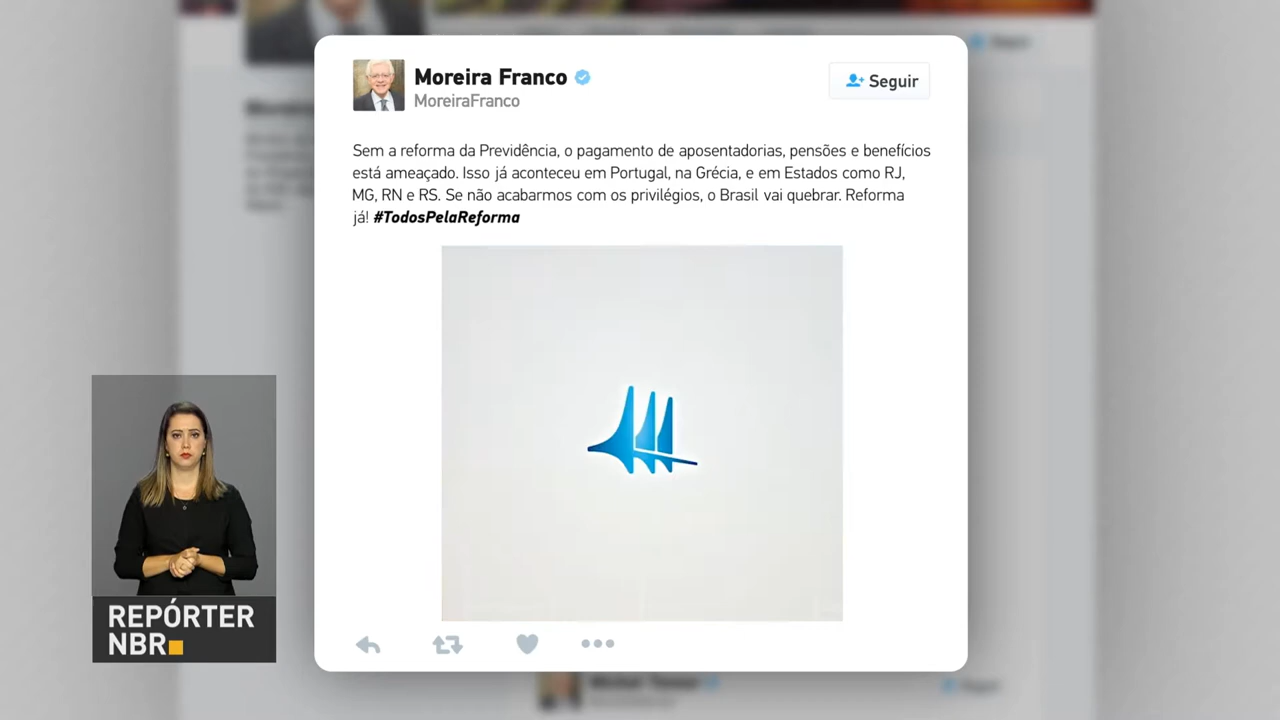 Moreira Franco
MoreiraFranco
Seguir
Sem a reforma da Previdência, o pagamento de aposentadorias, pensões e benefícios
está ameaçado. Isso já aconteceu em Portugal, na Grécia, e em Estados como RJ,
MG, RN e RS. Se não acabarmos com os privilégios, o Brasil vai quebrar. Reforma
já! #TodosPelaReforma
REPÓRTER
NBR